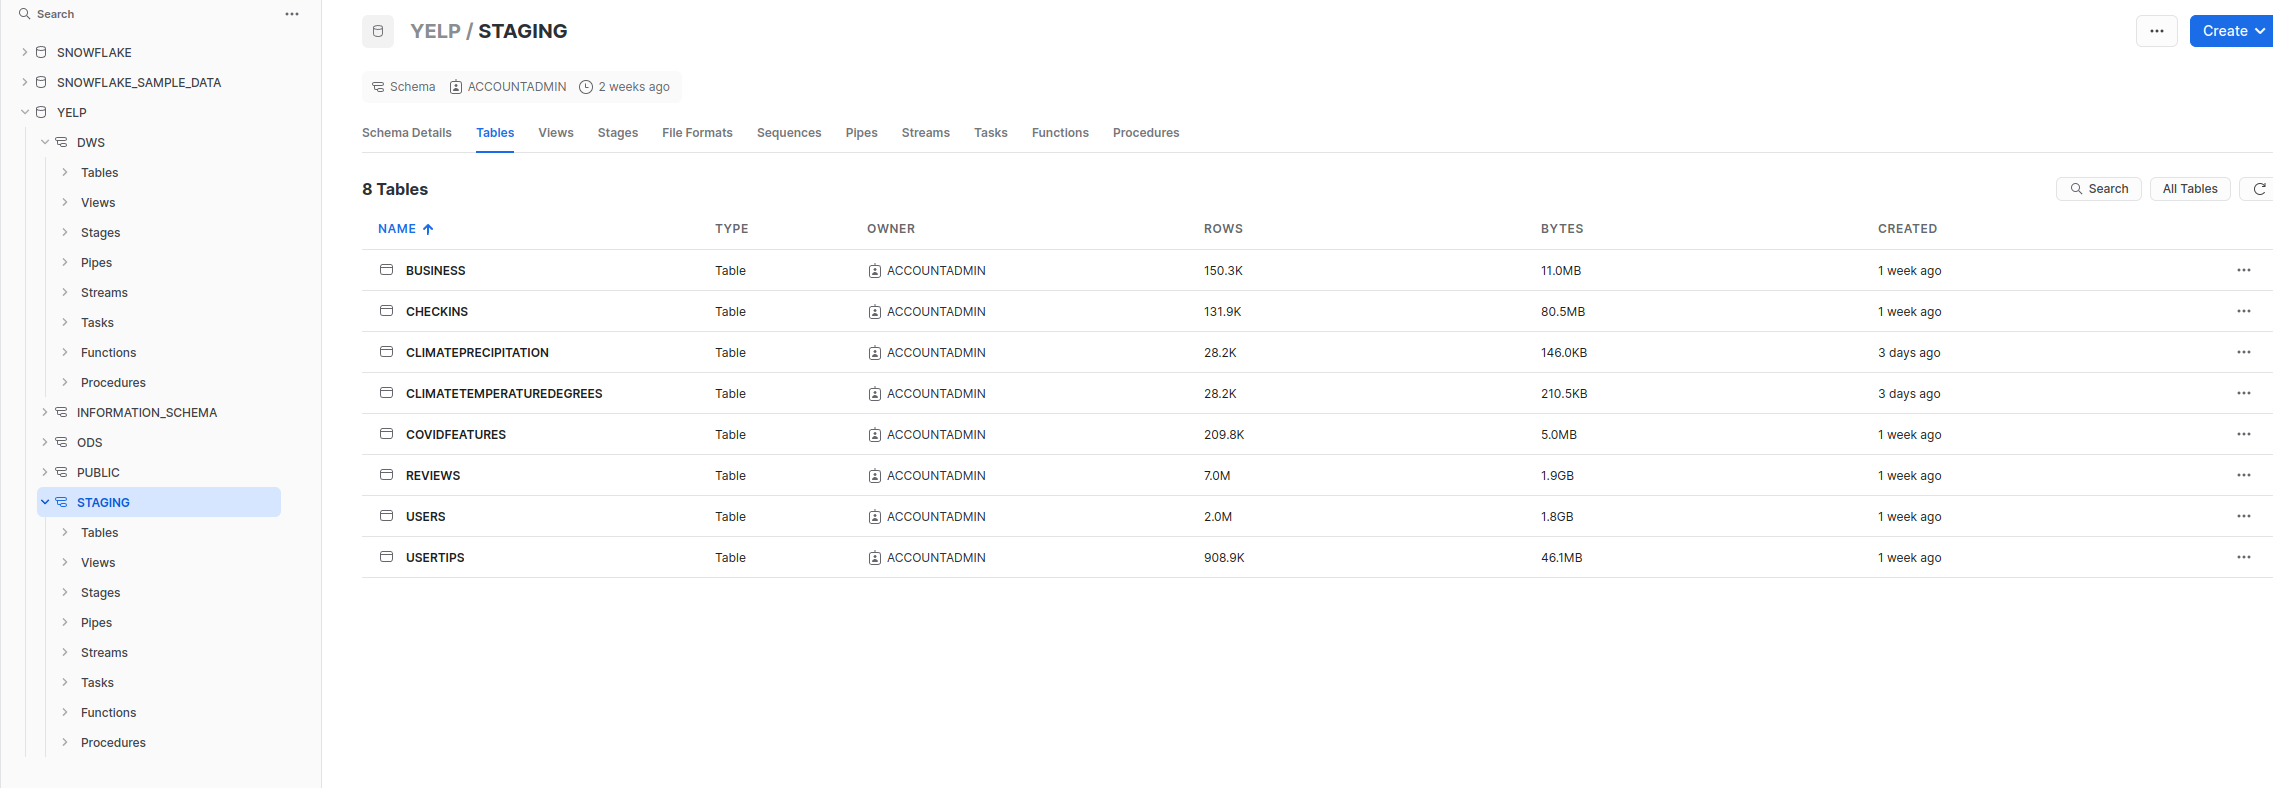 Search
SNOWFLAKE
SNOWFLAKE_SAMPLE_DATA
YELP
DWS
Tables
Views
Stages
Pipes
Streams
Tasks
Functions
Procedures
INFORMATION_SCHEMA
ODS
PUBLIC
STAGING
Tables
Views
Stages
Pipes
Streams
Tasks
Functions
Procedures
YELP / STAGING
Create
Schema ACCOUNTADMIN 2 weeks ago
Schema Details Tables Views Stages File Formats Sequences Pipes Streams Tasks Functions Procedures
8 Tables
Search All Tables
NAME TYPE OWNER ROWS BYTES CREATED
BUSINESS Table ACCOUNTADMIN 150.3K 11.0MB 1 week ago
CHECKINS Table ACCOUNTADMIN 131.9K 80.5MB 1 week ago
CLIMATEPRECIPITATION Table ACCOUNTADMIN 28.2K 146.0KB 3 days ago
CLIMATETEMPERATUREDEGREES Table ACCOUNTADMIN 28.2K 210.5KB 3 days ago
COVIDFEATURES Table ACCOUNTADMIN 209.8K 5.0MB 1 week ago
REVIEWS Table ACCOUNTADMIN 7.0M 1.9GB 1 week ago
USERS Table ACCOUNTADMIN 2.0M 1.8GB 1 week ago
USERTIPS Table ACCOUNTADMIN 908.9K 46.1MB 1 week ago